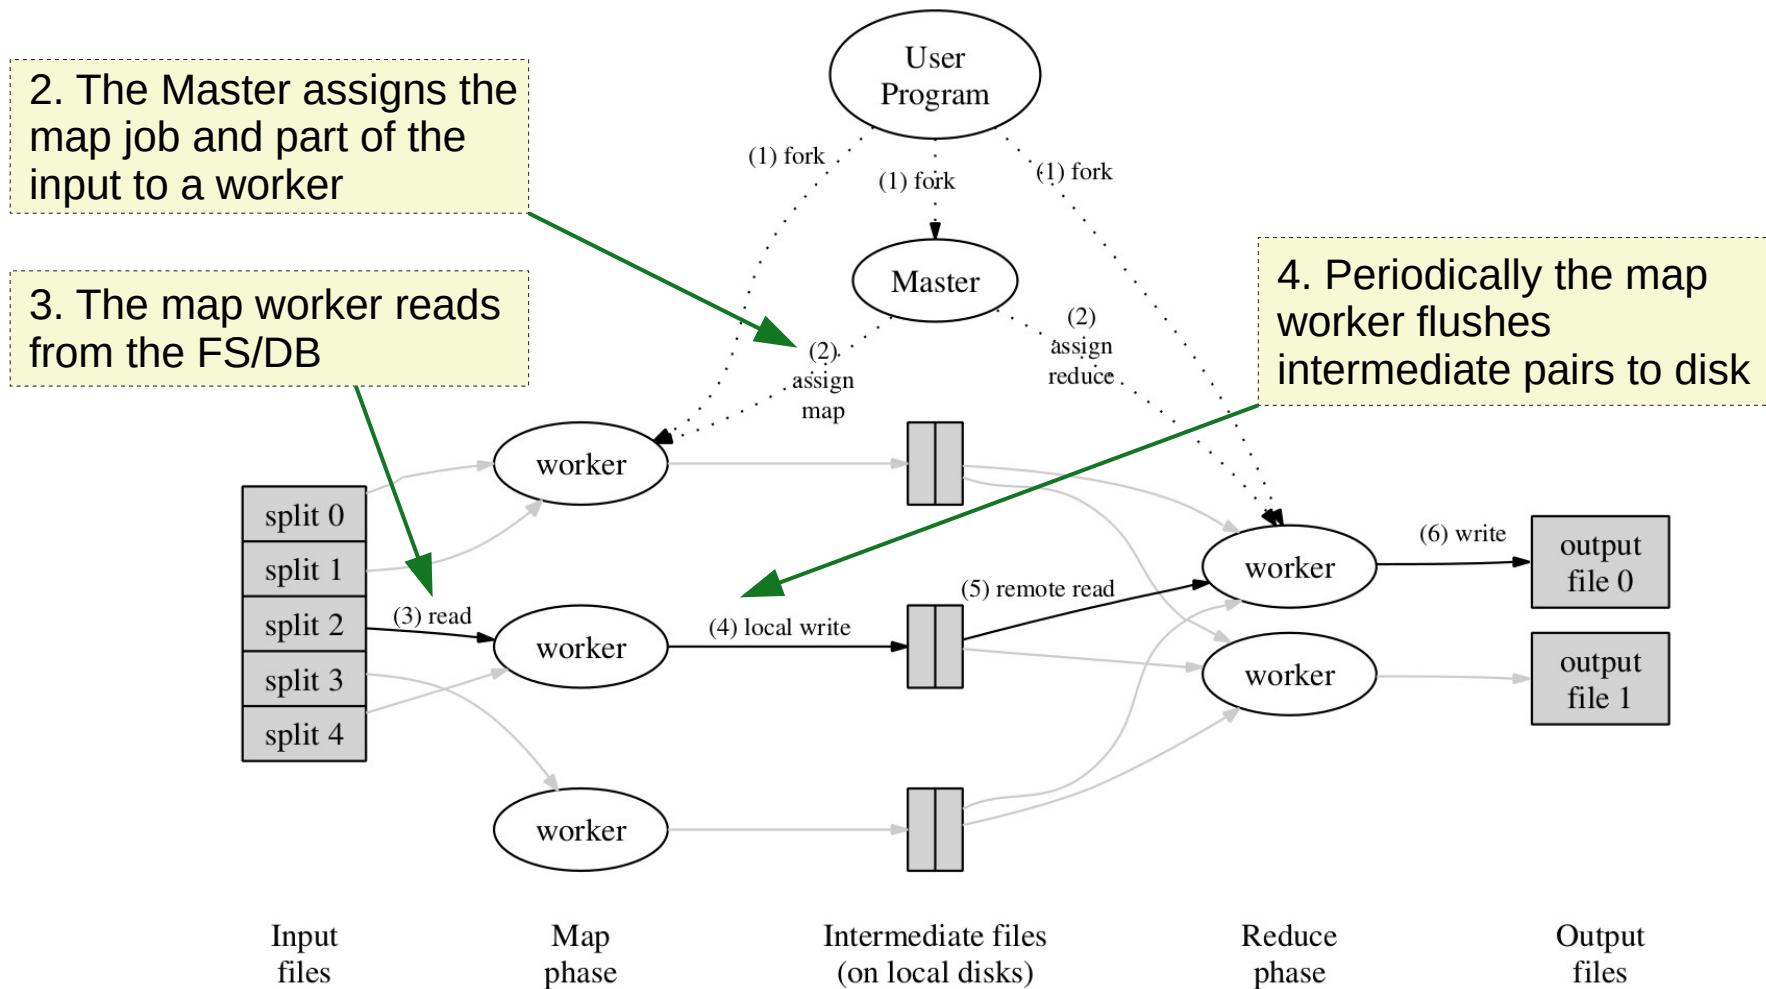 User
Program
2. The Master assigns the
map job and part of the
input to a worker
(1) fork
(1) fork
(1) fork
Master
3. The map worker reads
from the FS/DB
4. Periodically the map
worker flushes
intermediate pairs to disk
(2)
assign
map
(2)
assign
reduce
worker
split 0
split 1
split 2
split 3
split 4
(3) read
worker
(4) local write
(5) remote read
worker
worker
worker
(6) write
output
file 0
output
file 1
Input
files
Map
phase
Intermediate files
(on local disks)
Reduce
phase
Output
files